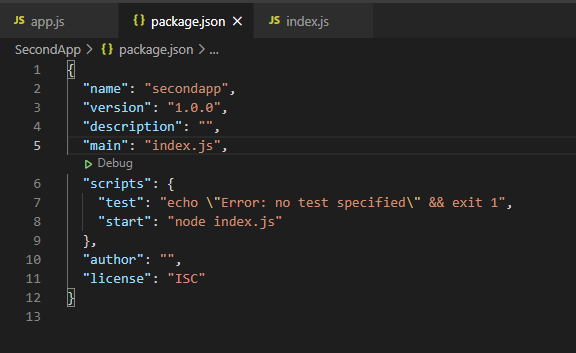 JS app.js
{} package.json ×
JS index.js
SecondApp > {} package.json > ...
1 {
2 "name": "secondapp",
3 "version": "1.0.0",
4 "description": "",
5 "main": "index.js",
Debug
6 "scripts": {
7 "test": "echo \"Error: no test specified\" && exit 1",
8 "start": "node index.js"
9 },
10 "author": "",
11 "license": "ISC"
12 }
13